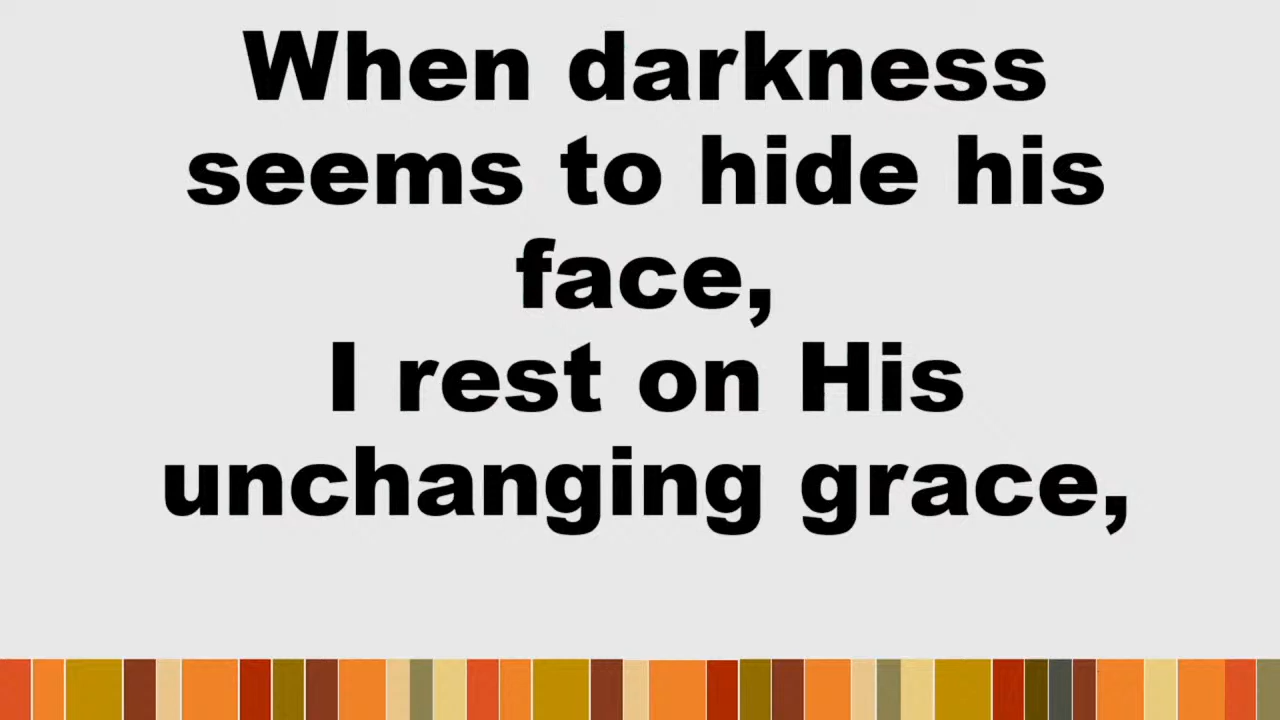 When darkness
seems to hide his
face,
I rest on His
unchanging grace,